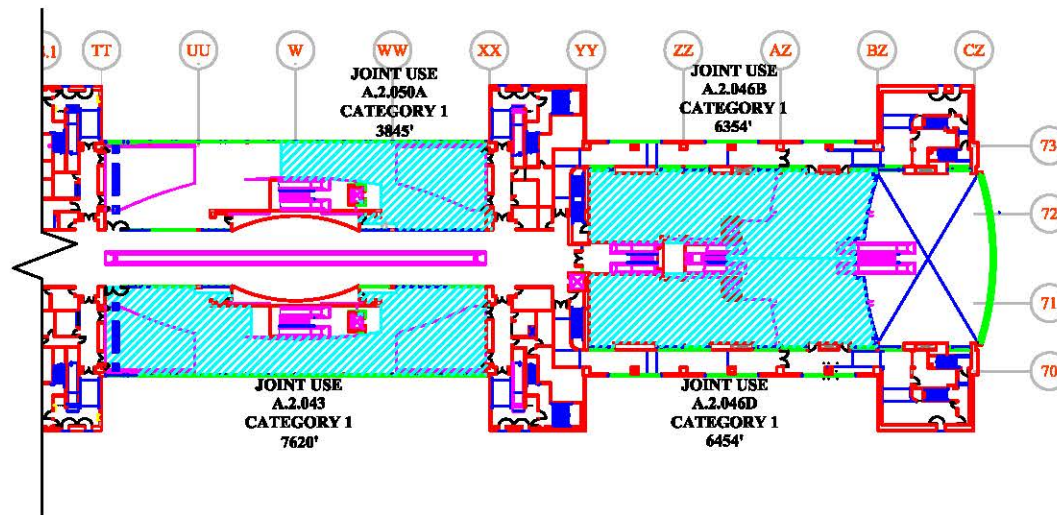 3.1 TT UU W WW XX YY ZZ AZ BZ CZ
JOINT USE
A.2.050A
CATEGORY 1
3845'
JOINT USE
A.2.046B
CATEGORY 1
6354'
73
72
71
70
JOINT USE
A.2.043
CATEGORY 1
7620'
JOINT USE
A.2.046D
CATEGORY 1
6454'